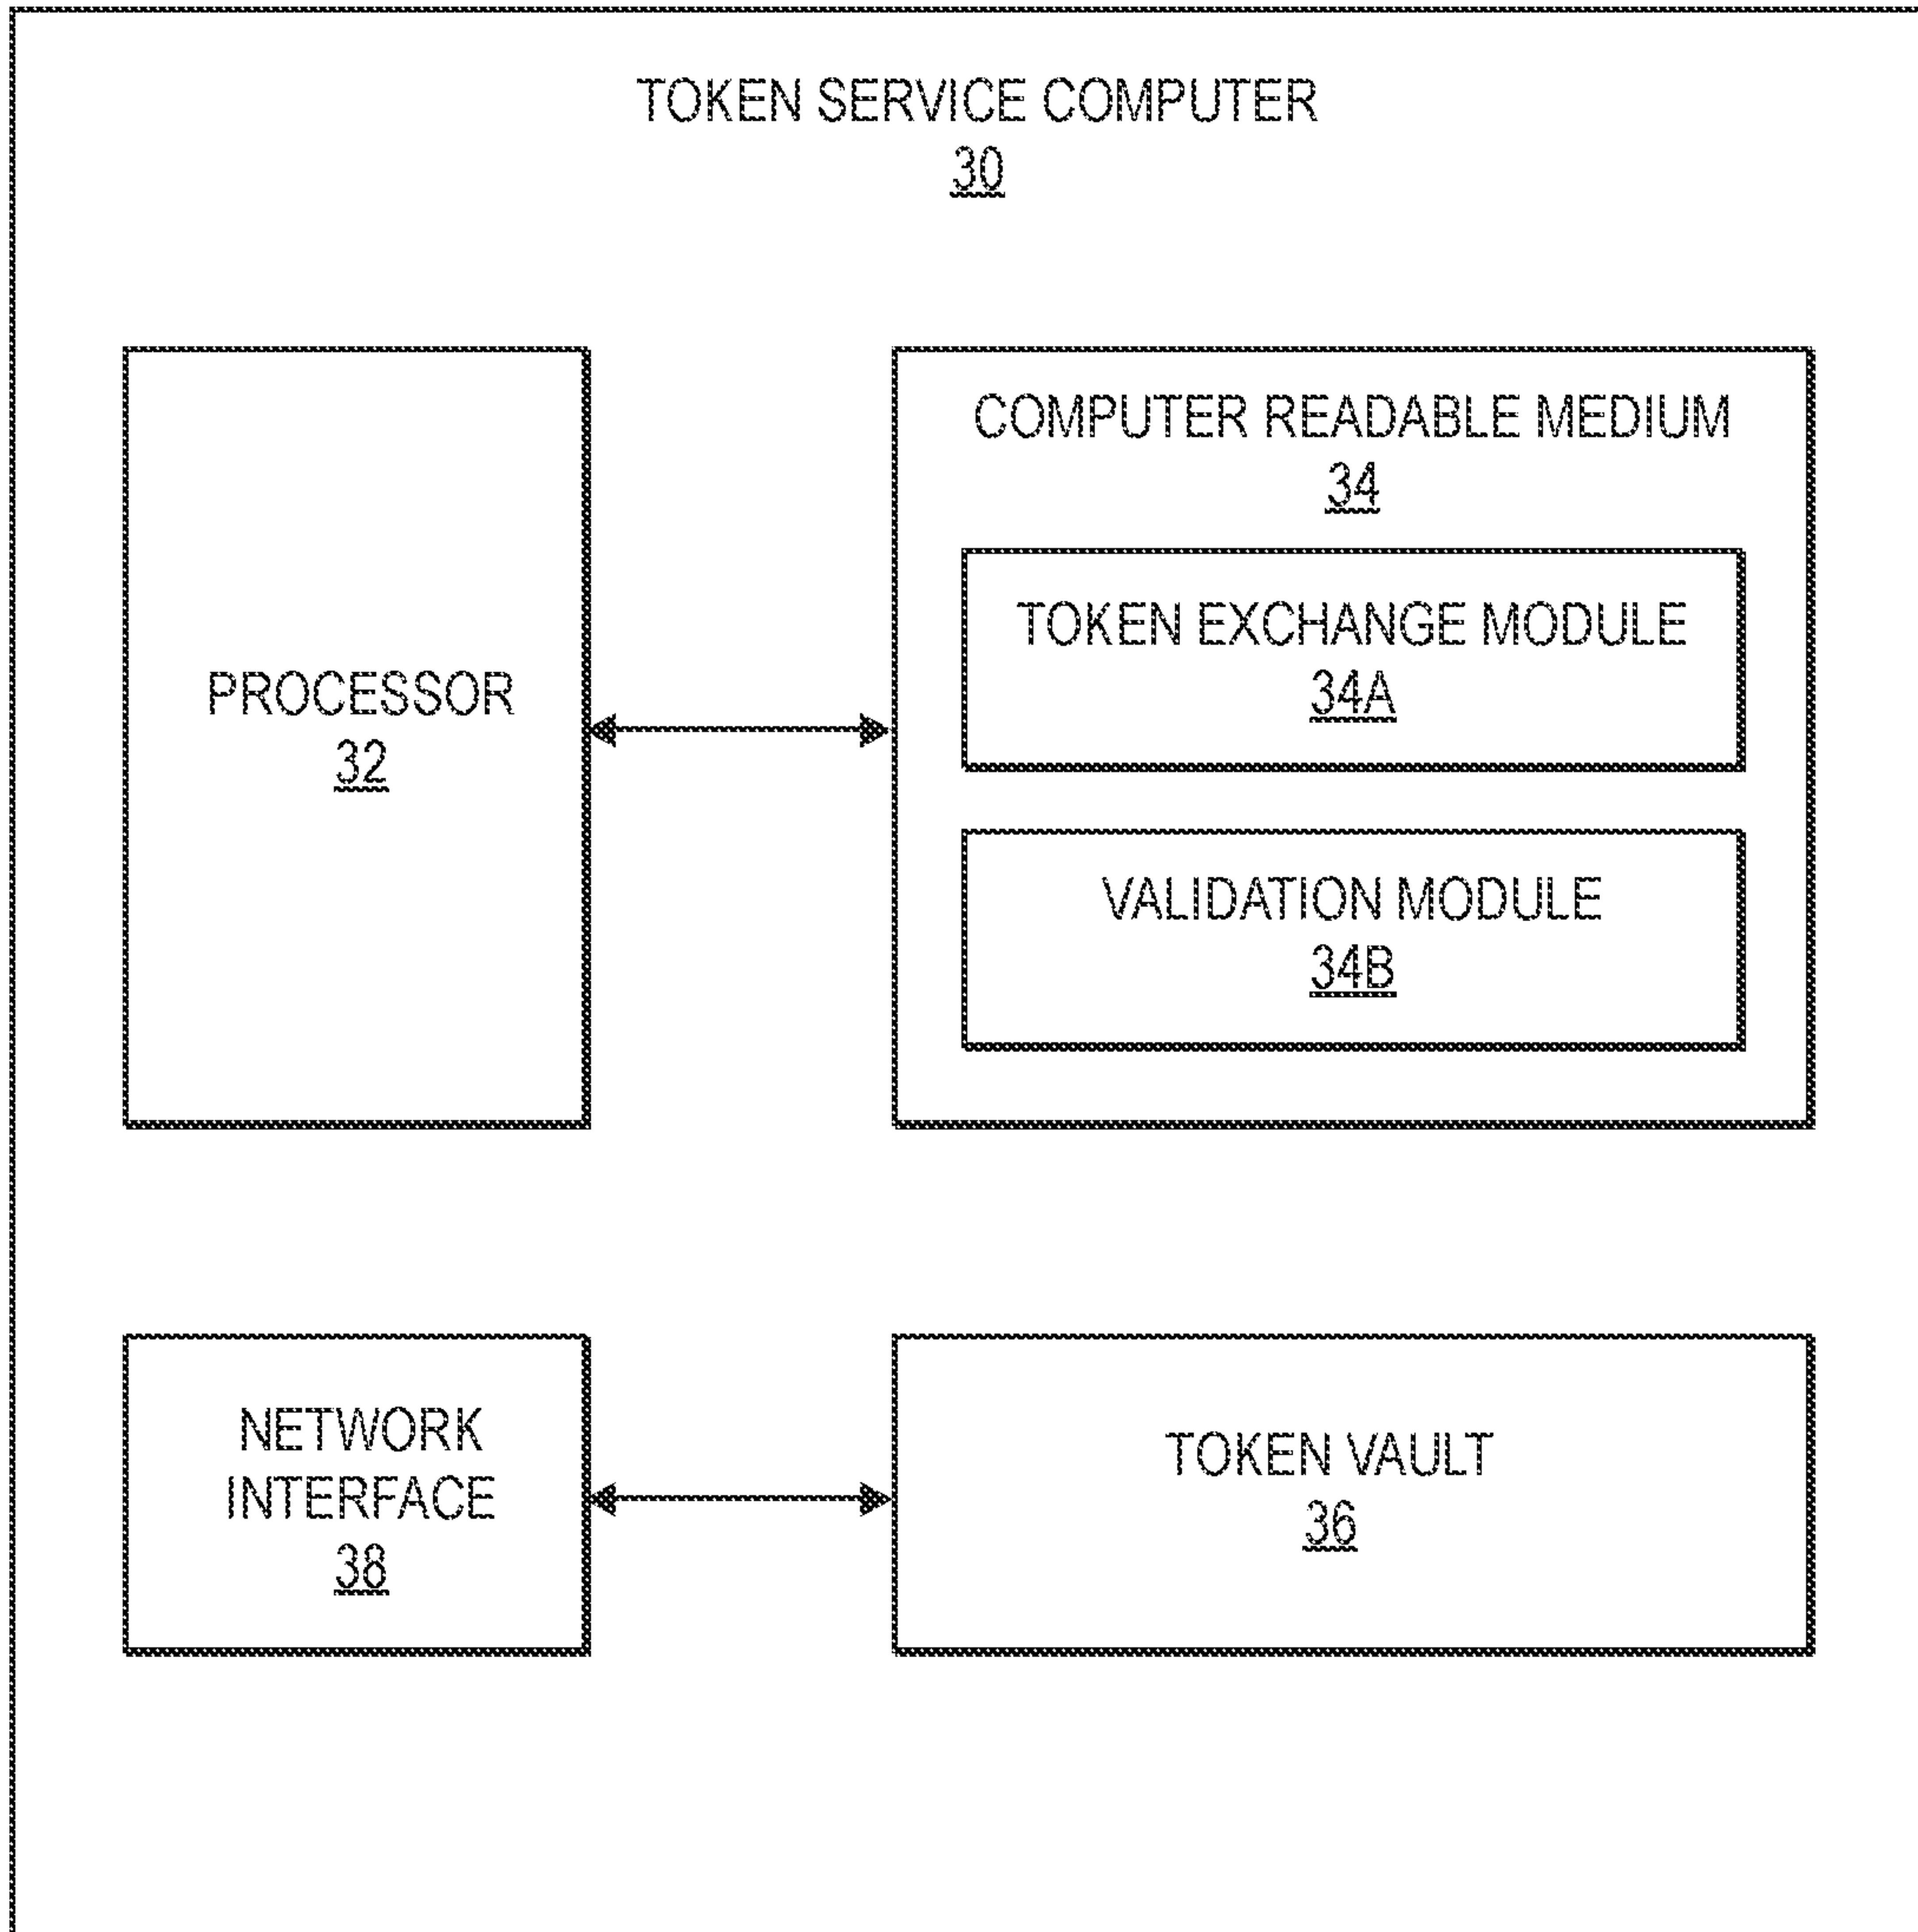 TOKEN SERVICE COMPUTER
30
PROCESSOR
32
COMPUTER READABLE MEDIUM
34
TOKEN EXCHANGE MODULE
34A
VALIDATION MODULE
34B
NETWORK
INTERFACE
38
TOKEN VAULT
36